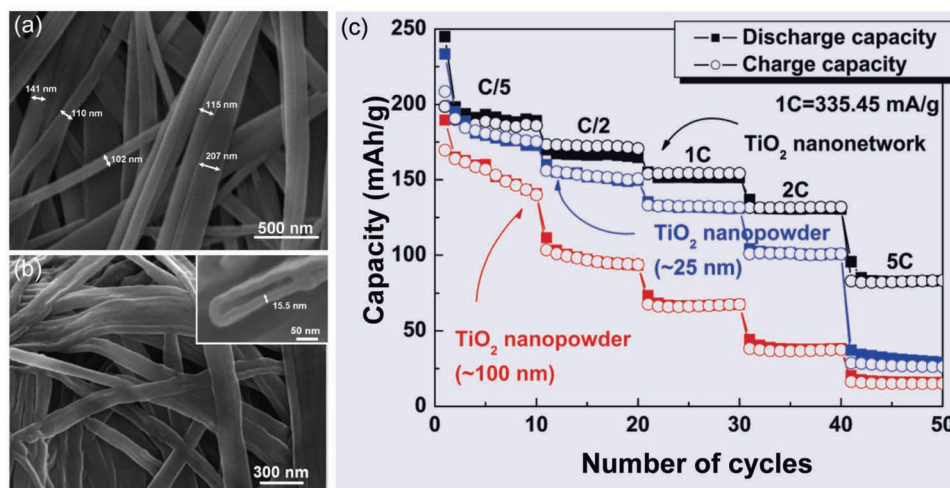 (a)
141 nm
110 nm
115 nm
102 nm
207 nm
500 nm
(b)
15.5 nm
50 nm
300 nm
(c)
Capacity (mAh/g)
250
200
150
100
50
0
0 10 20 30 40 50
Number of cycles
Discharge capacity
Charge capacity
1C=335.45 mA/g
C/5
C/2
1C
2C
5C
TiO₂ nanonetwork
TiO₂ nanopowder
(~25 nm)
TiO₂ nanopowder
(~100 nm)